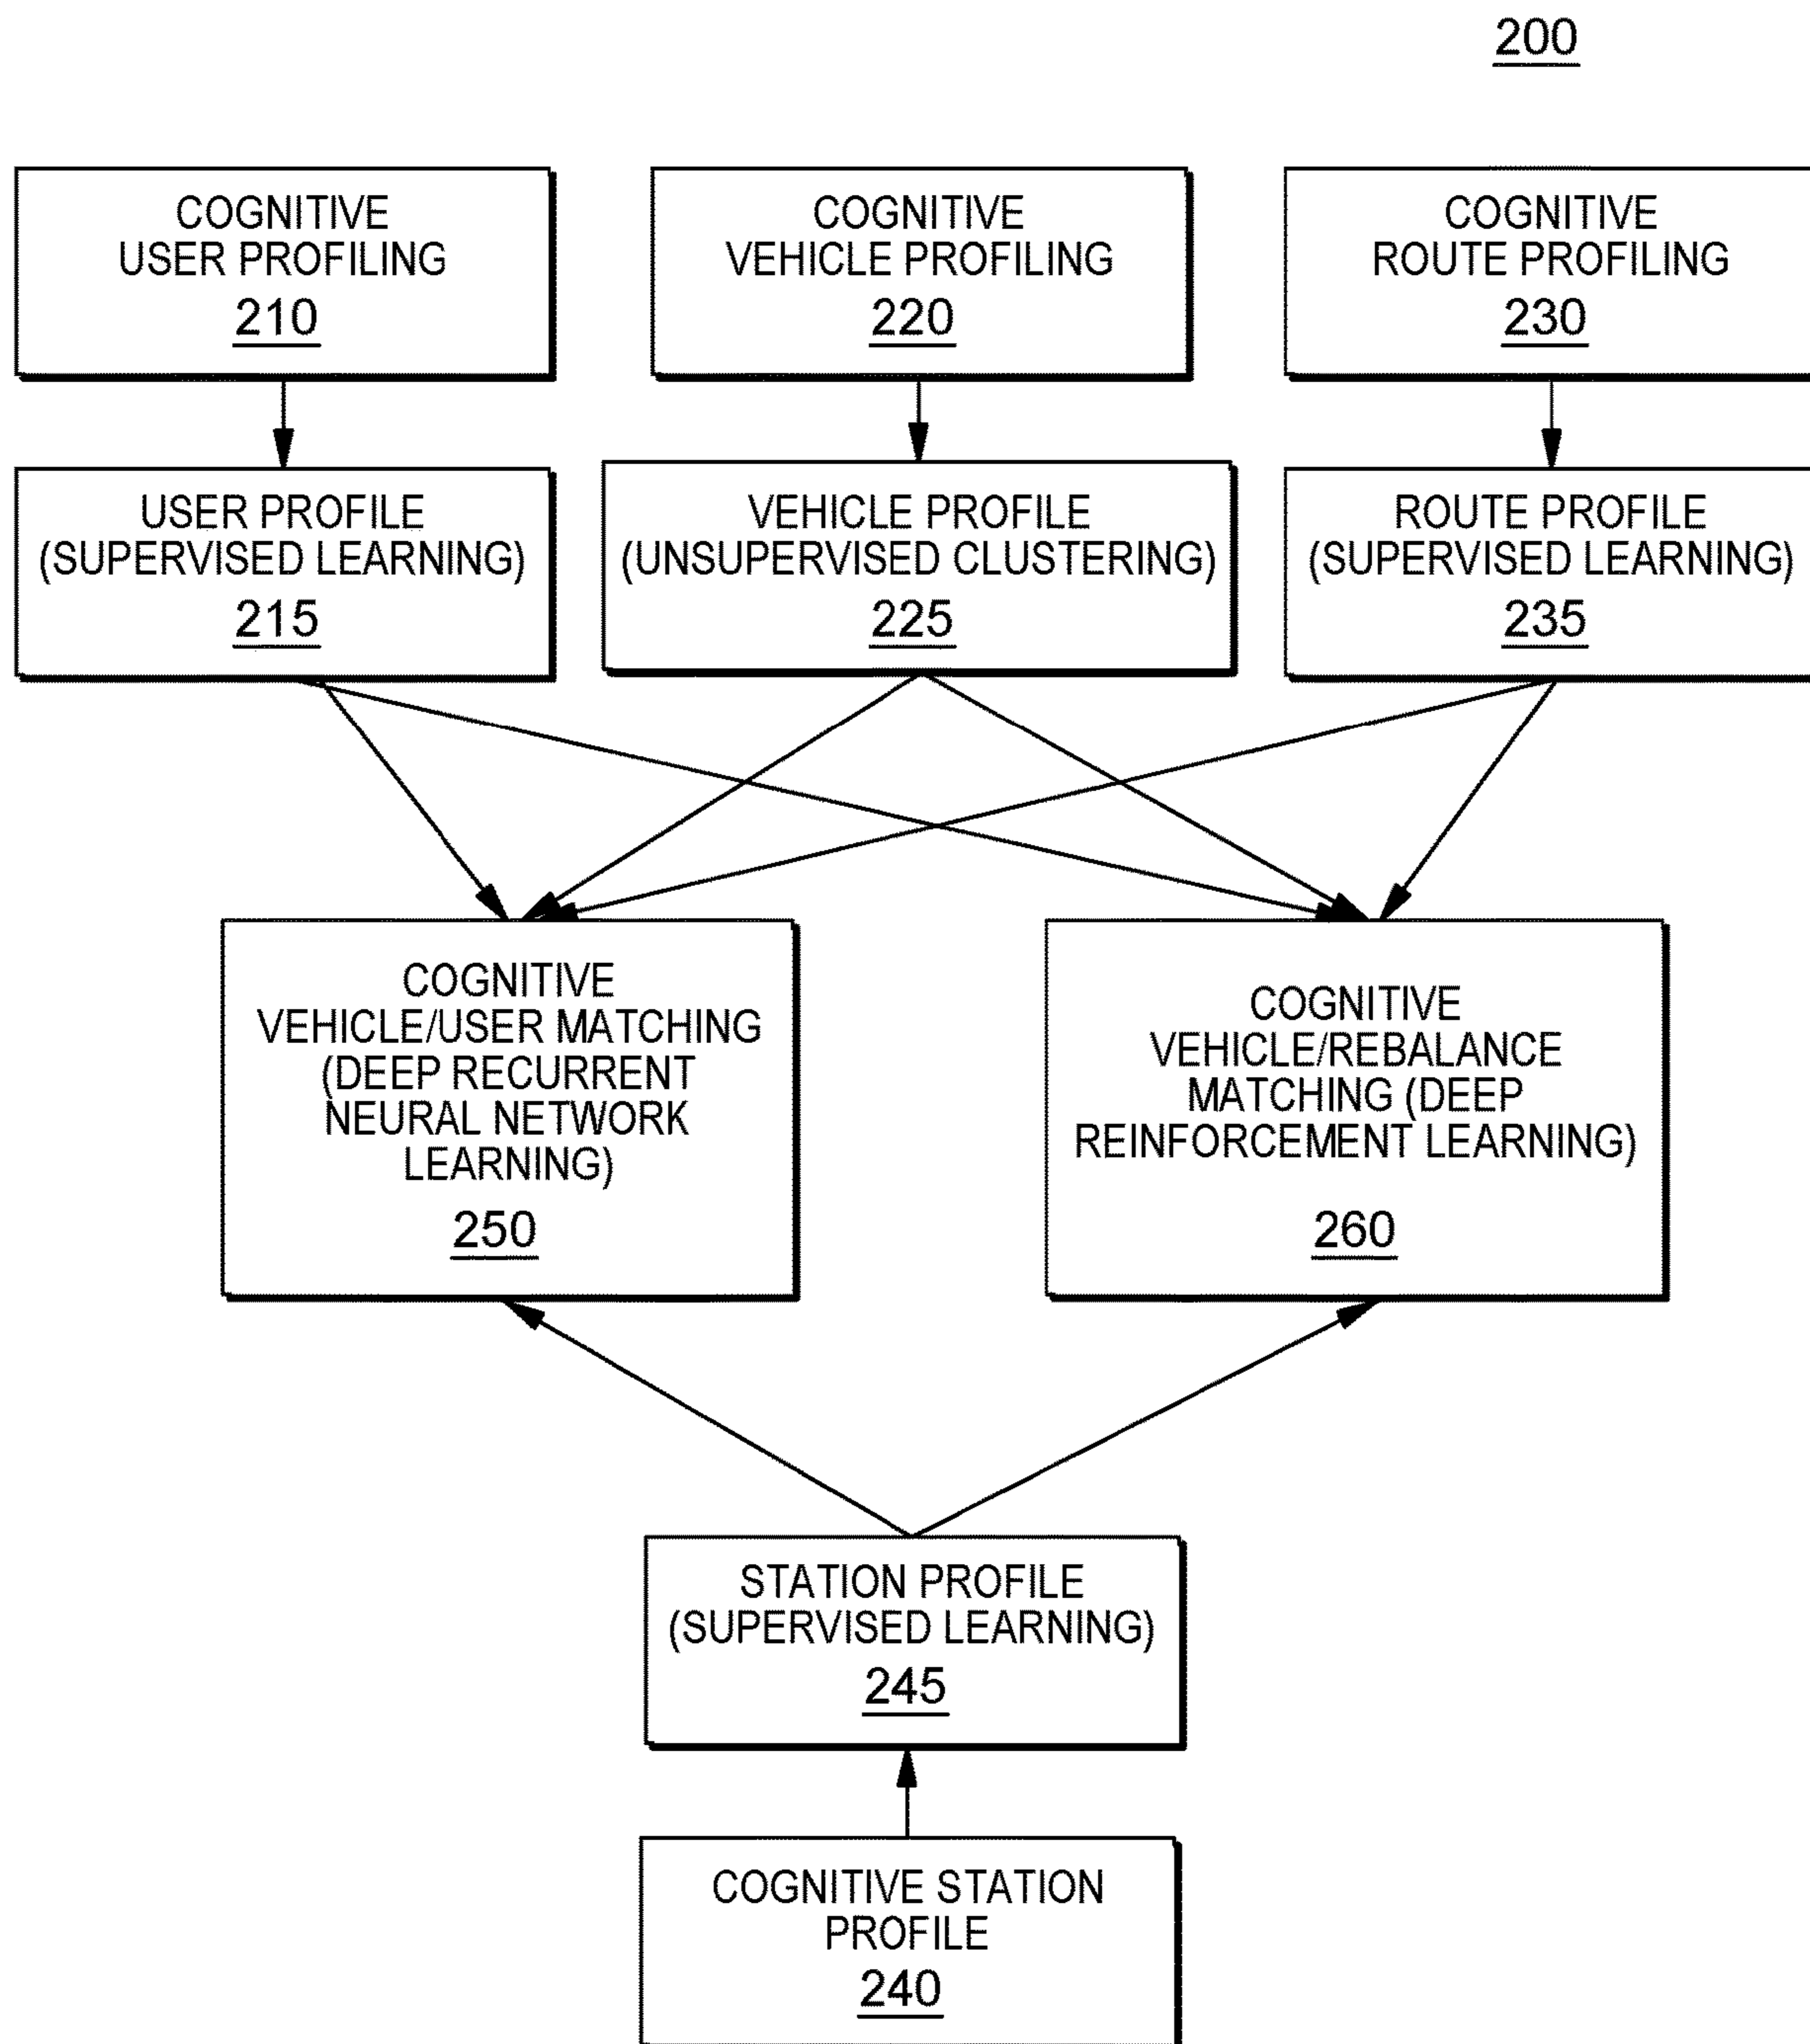 200
COGNITIVE
USER PROFILING
210
COGNITIVE
VEHICLE PROFILING
220
COGNITIVE
ROUTE PROFILING
230
USER PROFILE
(SUPERVISED LEARNING)
215
VEHICLE PROFILE
(UNSUPERVISED CLUSTERING)
225
ROUTE PROFILE
(SUPERVISED LEARNING)
235
COGNITIVE
VEHICLE/USER MATCHING
(DEEP RECURRENT
NEURAL NETWORK
LEARNING)
250
COGNITIVE
VEHICLE/REBALANCE
MATCHING (DEEP
REINFORCEMENT LEARNING)
260
STATION PROFILE
(SUPERVISED LEARNING)
245
COGNITIVE STATION
PROFILE
240